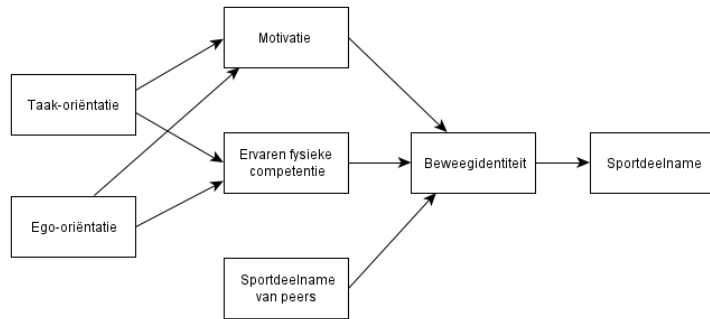 Motivatie
Taak-oriëntatie
Ervaren fysieke
competentie
Beweegidentiteit
Sportdeelname
Ego-oriëntatie
Sportdeelname
van peers